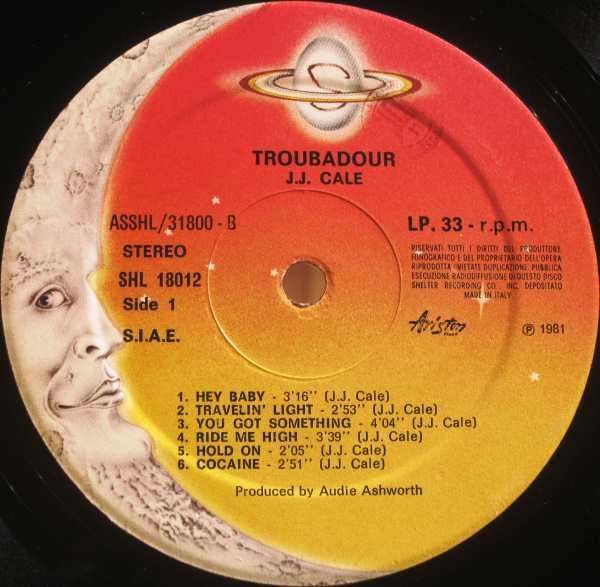 TROUBADOUR
J.J. CALE
ASSHL/31800 - B
STEREO
SHL 18012
Side 1
S.I.A.E.
LP. 33 - r.p.m.
RISERVATI TUTTI I DIRITTI DEL PRODUTTORE
FONOGRAFICO E DEL PROPRIETARIO DELL'OPERA
RIPRODOTTA (VIETATE DUPLICAZIONE, PUBBLICA
ESECUZIONE RADIODIFFUSIONE DI QUESTO DISCO
SHELTER RECORDING CO. INC. DEPOSITATO
MADE IN ITALY
Ariston
℗ 1981
1. HEY BABY - 3'16'' (J.J. Cale)
2. TRAVELIN' LIGHT - 2'53'' (J.J. Cale)
3. YOU GOT SOMETHING - 4'04'' (J.J. Cale)
4. RIDE ME HIGH - 3'39'' (J.J. Cale)
5. HOLD ON - 2'05'' (J.J. Cale)
6. COCAINE - 2'51'' (J.J. Cale)
Produced by Audie Ashworth